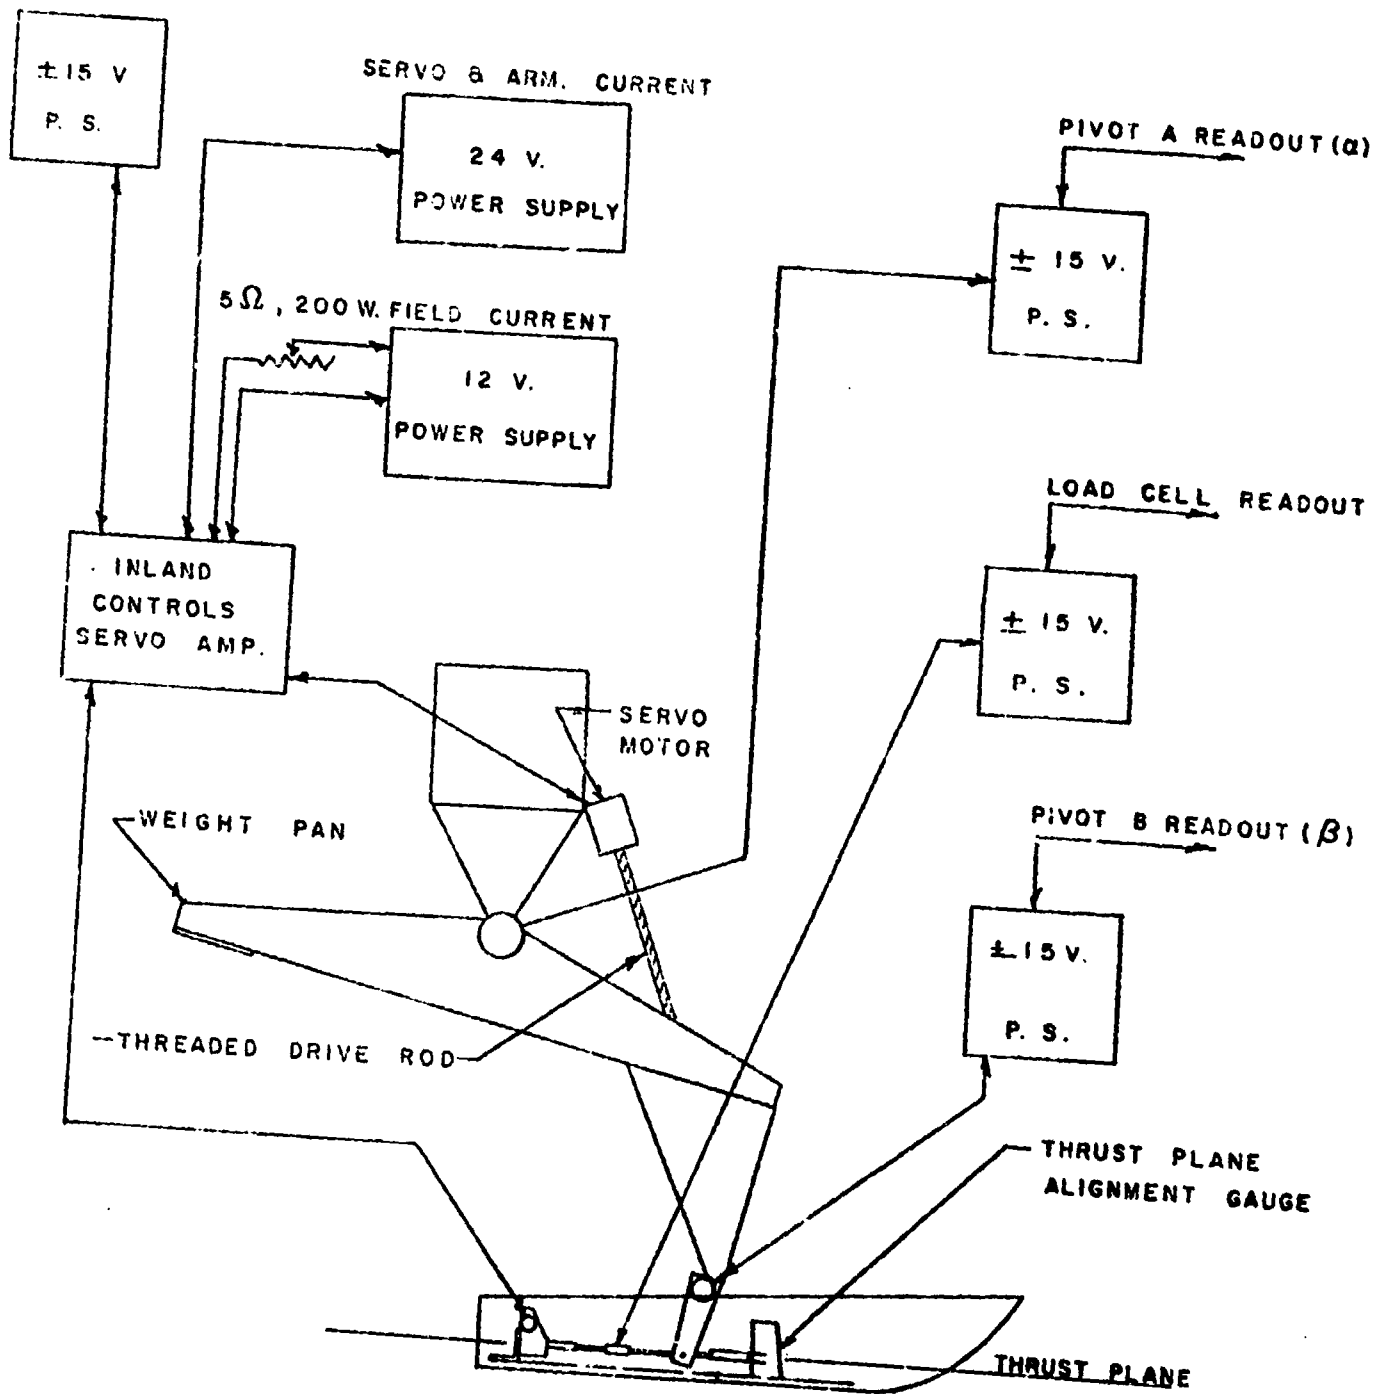 ±15 V
P. S.
SERVO & ARM. CURRENT
24 V.
POWER SUPPLY
5Ω, 200 W. FIELD CURRENT
12 V.
POWER SUPPLY
PIVOT A READOUT (α)
± 15 V.
P. S.
LOAD CELL READOUT
± 15 V.
P. S.
INLAND
CONTROLS
SERVO AMP.
SERVO
MOTOR
WEIGHT PAN
PIVOT B READOUT (β)
± 15 V.
P. S.
THREADED DRIVE ROD
THRUST PLANE
ALIGNMENT GAUGE
THRUST PLANE